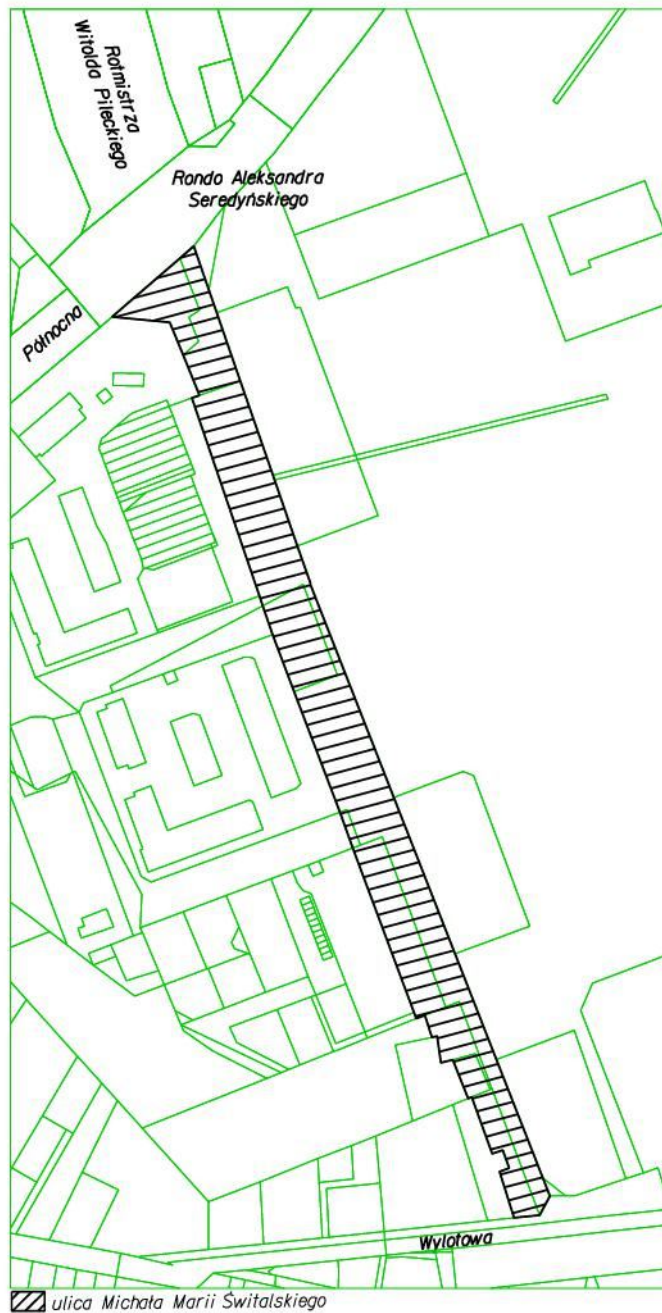 Rotmistrza
Witolda Pileckiego
Rondo Aleksandra
Seredyńskiego
Północna
Wylotowa
ulica Michała Marii Świtalskiego